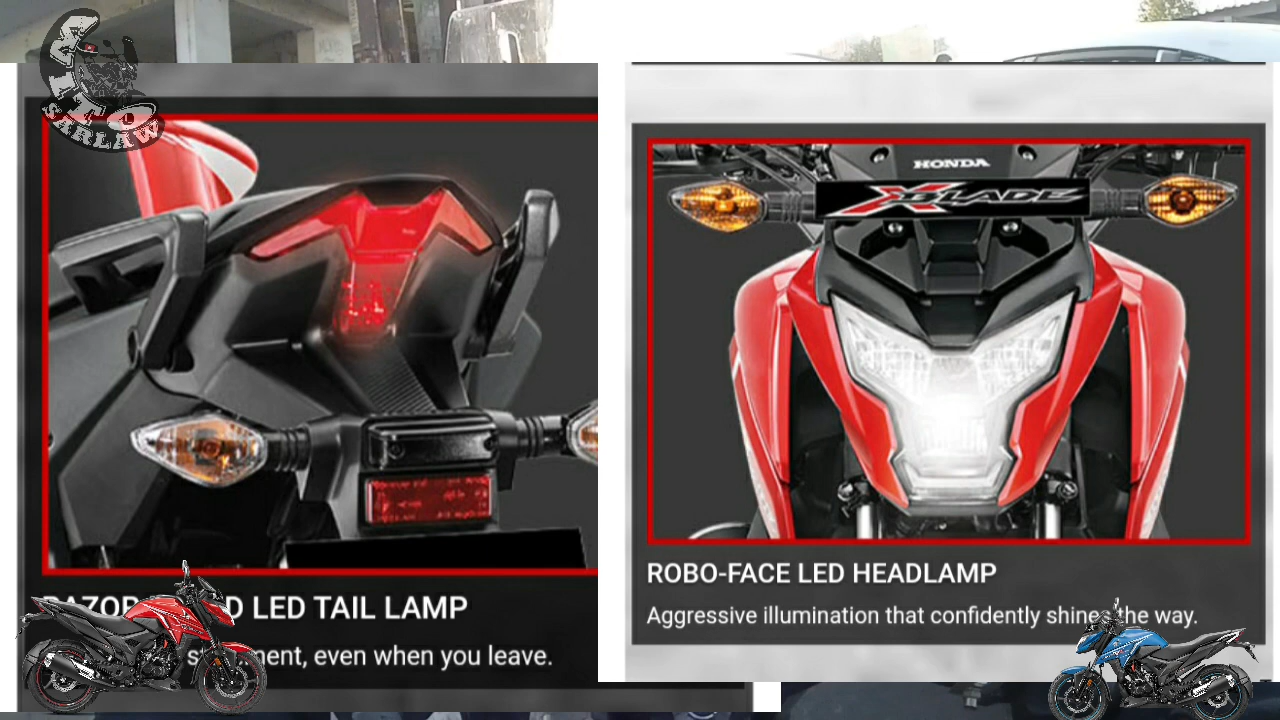 SARLAW
HONDA
XBLADE
D LED TAIL LAMP
ent, even when you leave.
ROBO-FACE LED HEADLAMP
Aggressive illumination that confidently shines the way.